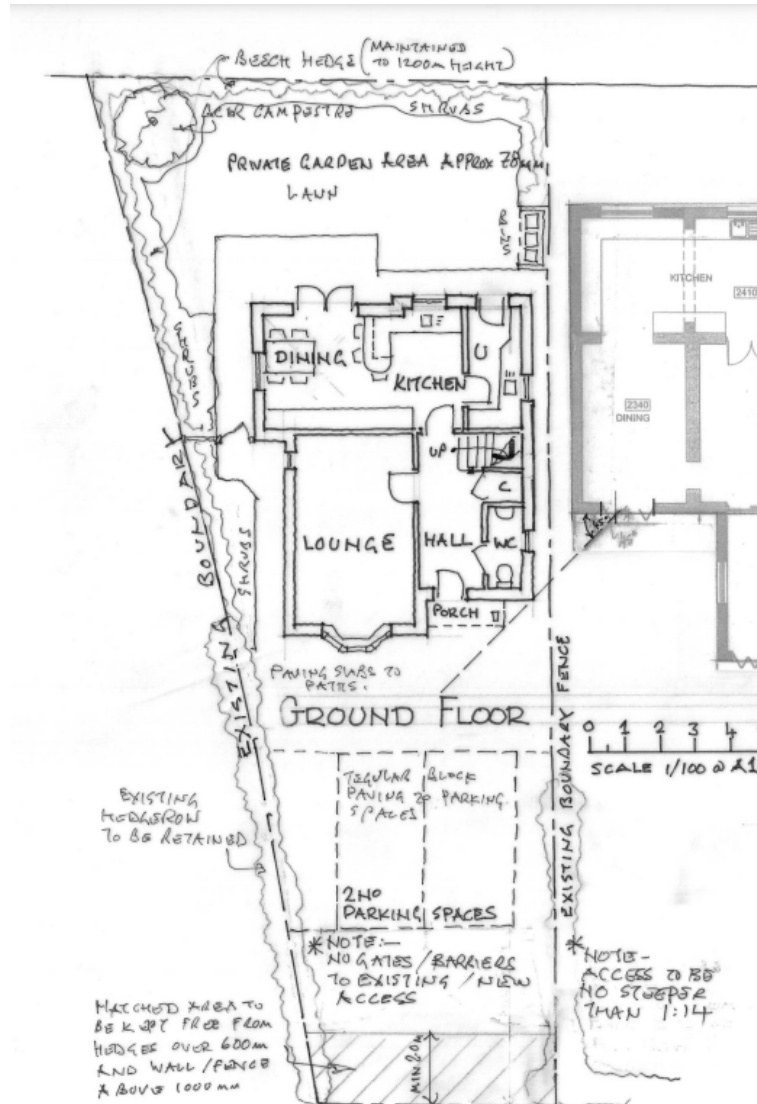 BEECH HEDGE (MAINTAINED
TO 1200m HEIGHT)
ACER CAMPESTRE
SHRUBS
PRIVATE GARDEN AREA APPROX 78mm
LAWN
BINS
KITCHEN
2410
DINING
U
KITCHEN
SHRUBS
2340
DINING
UP
C
LOUNGE
HALL
WC
SHRUBS
PORCH
EXISTING BOUNDARY
PAVING SLABS TO
PATHS.
GROUND FLOOR
0 1 2 3 4
SCALE 1/100 @ A1
TEGULAR BLOCK
PAVING TO PARKING
SPACES
EXISTING
HEDGEROW
TO BE RETAINED
EXISTING BOUNDARY FENCE
2NO
PARKING SPACES
*NOTE:-
NO GATES/BARRIERS
TO EXISTING/NEW
ACCESS
*NOTE-
ACCESS TO BE
NO STEEPER
THAN 1:14
HATCHED AREA TO
BE KEPT FREE FROM
HEDGES OVER 600m
AND WALL/FENCE
ABOVE 1000mm
MIN 2.0m